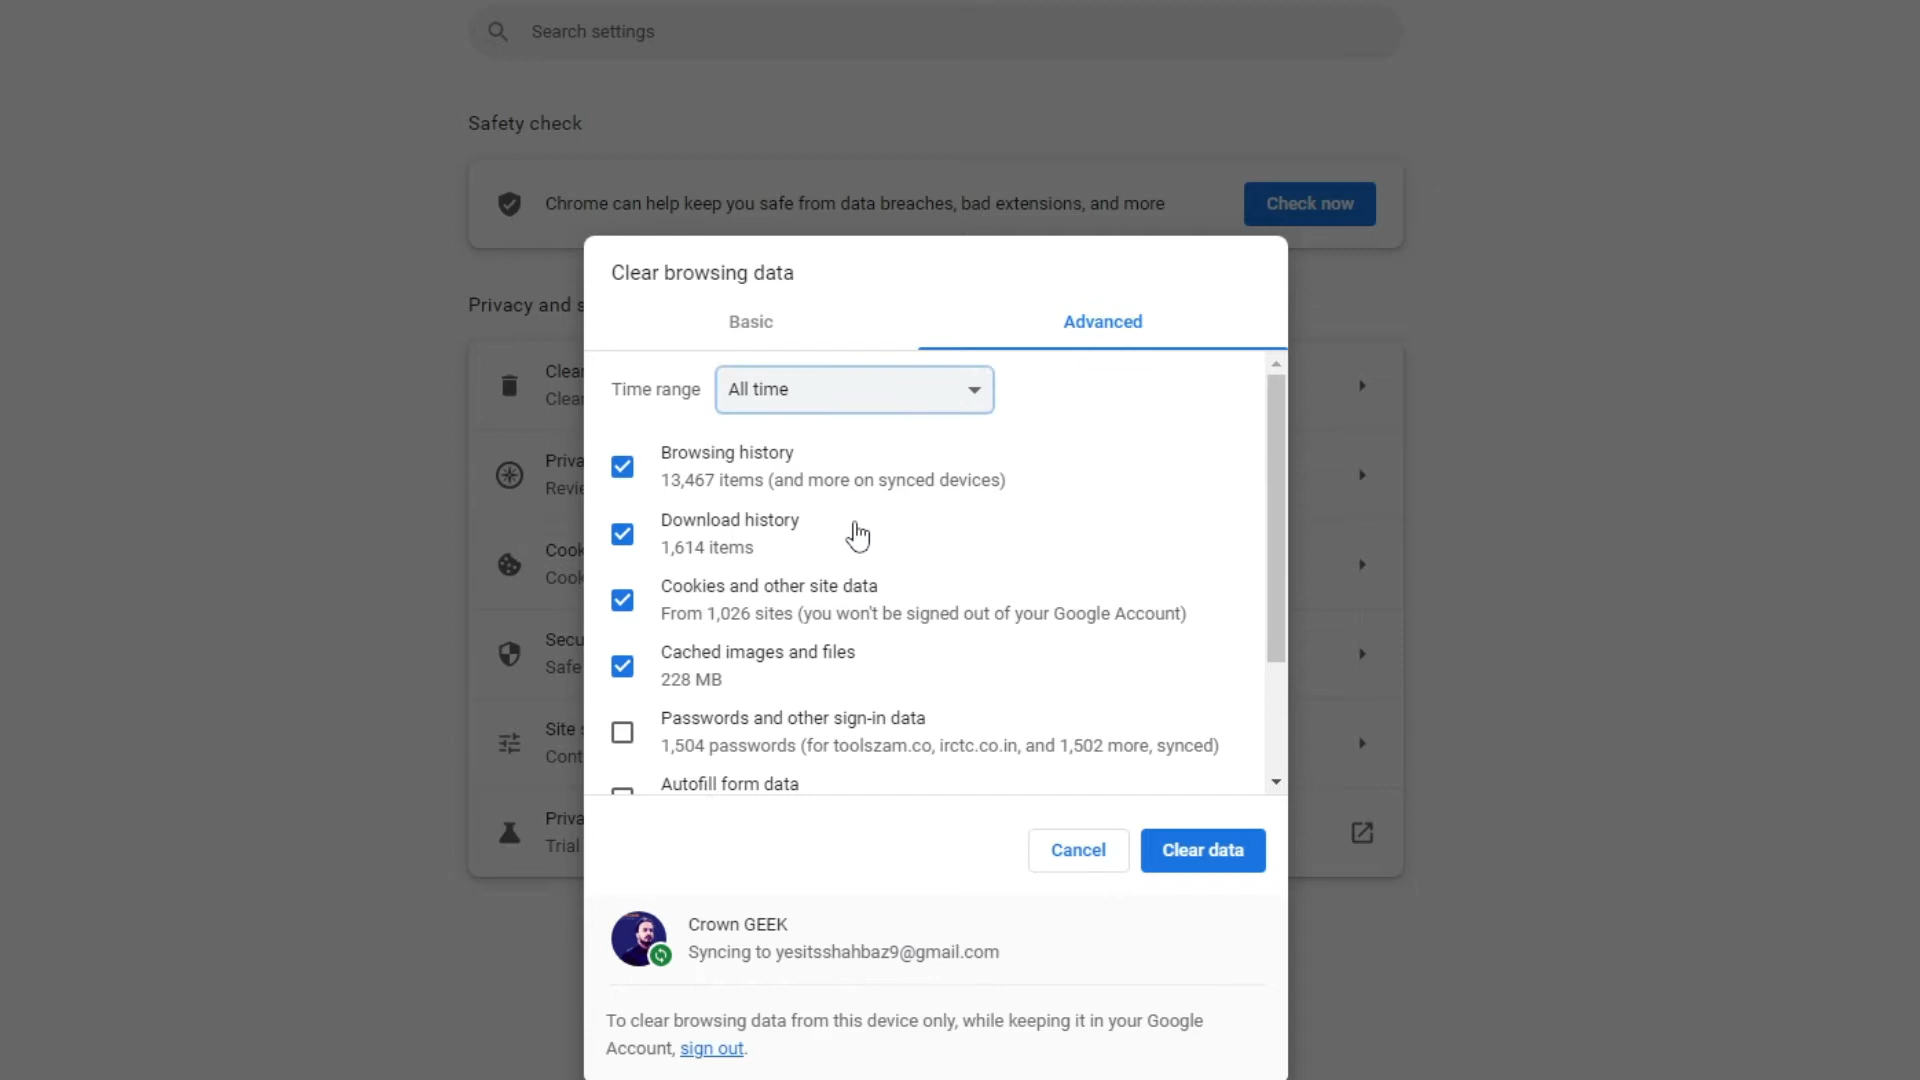 Search settings
Safety check
Chrome can help keep you safe from data breaches, bad extensions, and more
Check now
Privacy and s
Clear
Clear
Priva
Revie
Cook
Cook
Secu
Safe
Site s
Cont
Priva
Trial
Clear browsing data
Basic
Advanced
Time range
All time
Browsing history
13,467 items (and more on synced devices)
Download history
1,614 items
Cookies and other site data
From 1,026 sites (you won't be signed out of your Google Account)
Cached images and files
228 MB
Passwords and other sign-in data
1,504 passwords (for toolszam.co, irctc.co.in, and 1,502 more, synced)
Autofill form data
Cancel
Clear data
Crown GEEK
Syncing to yesitsshahbaz9@gmail.com
To clear browsing data from this device only, while keeping it in your Google
Account, sign out.